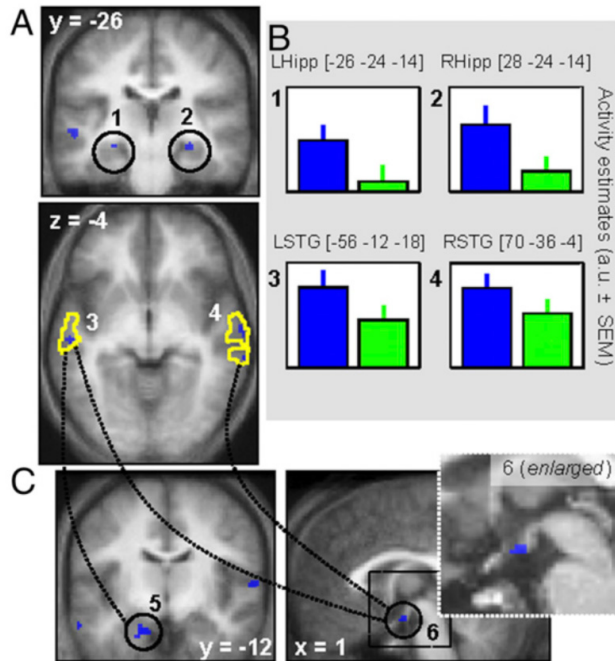 A
y = -26
1
2
z = -4
3
4
B
LHipp [-26 -24 -14]
RHipp [28 -24 -14]
1
2
LSTG [-56 -12 -18]
RSTG [70 -36 -4]
3
4
Activity estimates (a.u. ± SEM)
C
5
y = -12
x = 1
6
6 (enlarged)